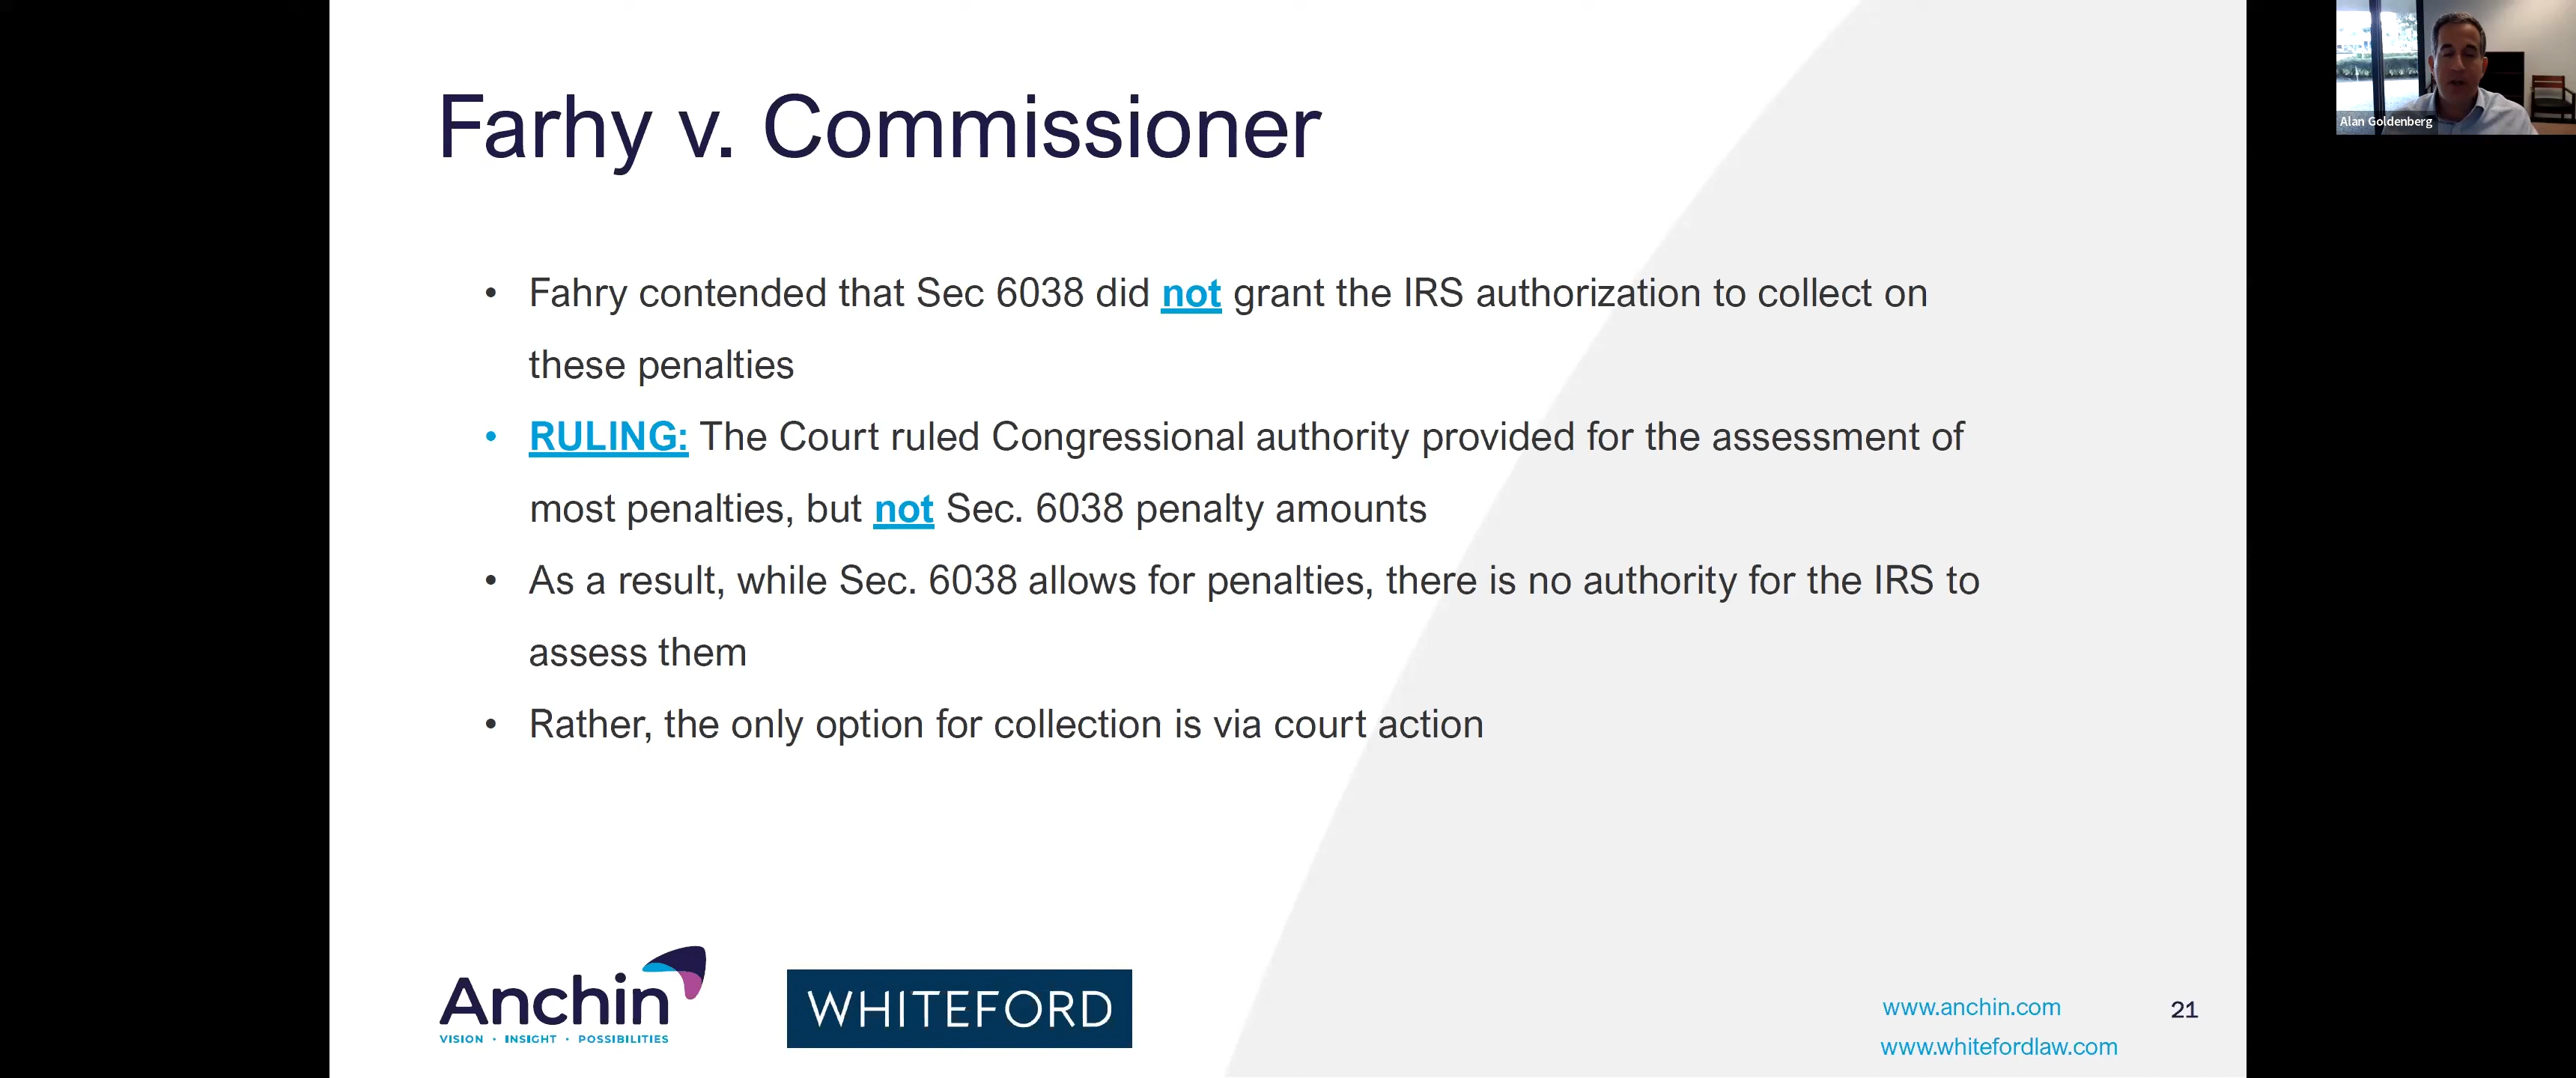 Farhy v. Commissioner
• Fahry contended that Sec 6038 did not grant the IRS authorization to collect on
these penalties
• RULING: The Court ruled Congressional authority provided for the assessment of
most penalties, but not Sec. 6038 penalty amounts
• As a result, while Sec. 6038 allows for penalties, there is no authority for the IRS to
assess them
• Rather, the only option for collection is via court action
Anchin
VISION · INSIGHT · POSSIBILITIES
WHITEFORD
www.anchin.com
www.whitefordlaw.com
21
Alan Goldenberg